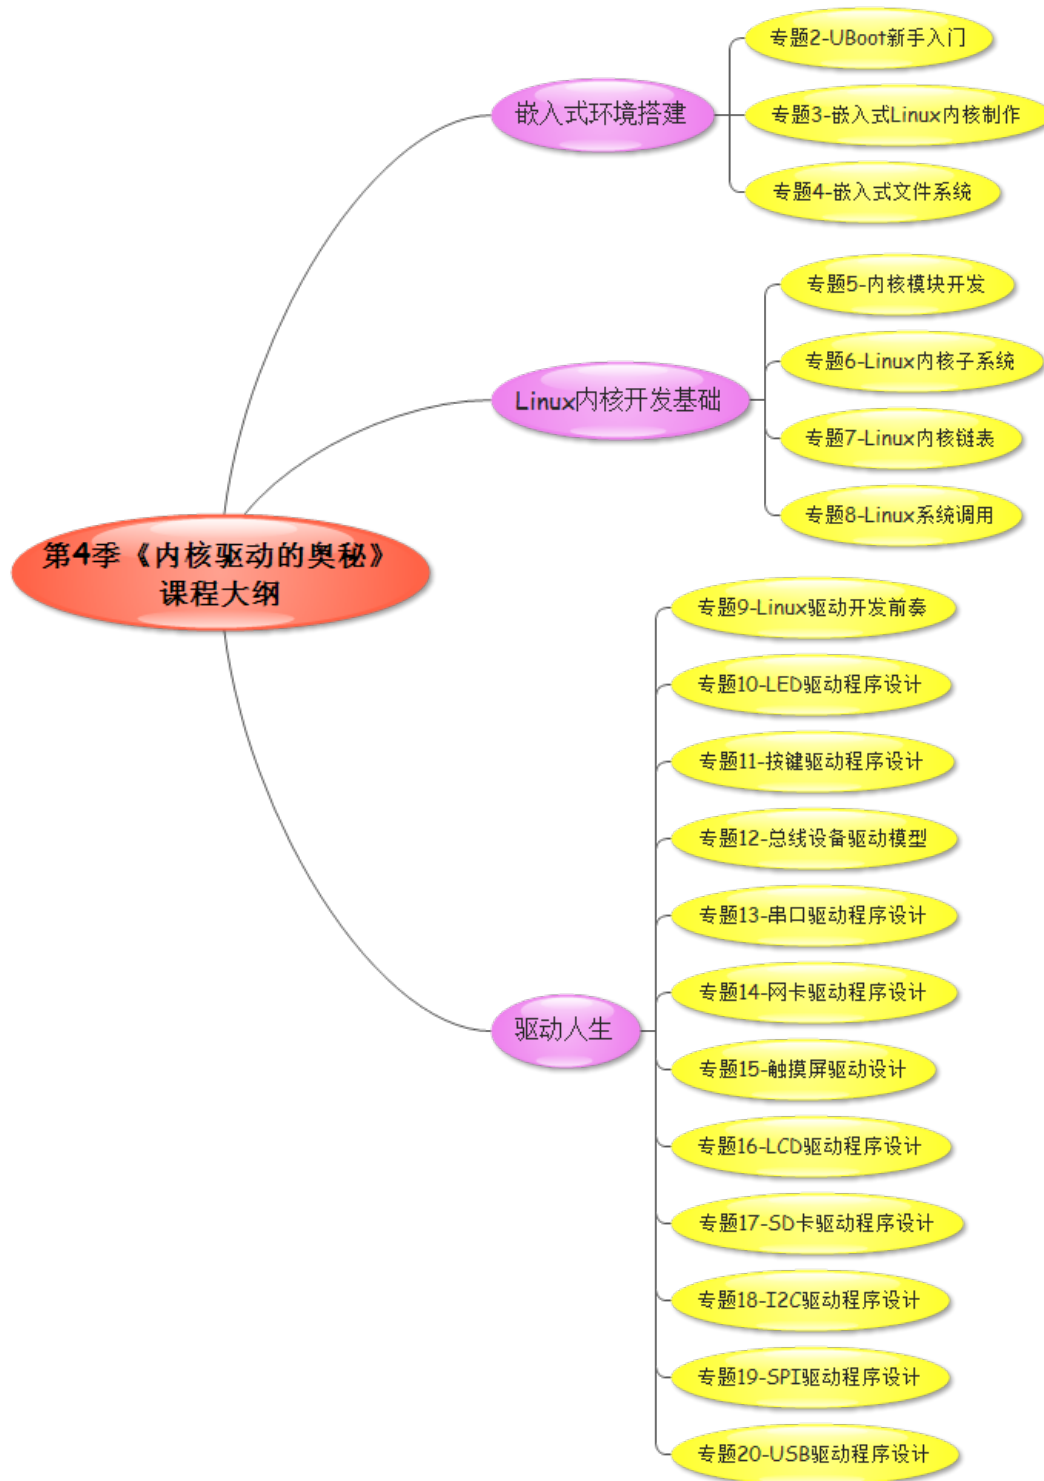 第4季《内核驱动的奥秘》
课程大纲
嵌入式环境搭建
专题2-UBoot新手入门
专题3-嵌入式Linux内核制作
专题4-嵌入式文件系统
Linux内核开发基础
专题5-内核模块开发
专题6-Linux内核子系统
专题7-Linux内核链表
专题8-Linux系统调用
驱动人生
专题9-Linux驱动开发前奏
专题10-LED驱动程序设计
专题11-按键驱动程序设计
专题12-总线设备驱动模型
专题13-串口驱动程序设计
专题14-网卡驱动程序设计
专题15-触摸屏驱动设计
专题16-LCD驱动程序设计
专题17-SD卡驱动程序设计
专题18-I2C驱动程序设计
专题19-SPI驱动程序设计
专题20-USB驱动程序设计